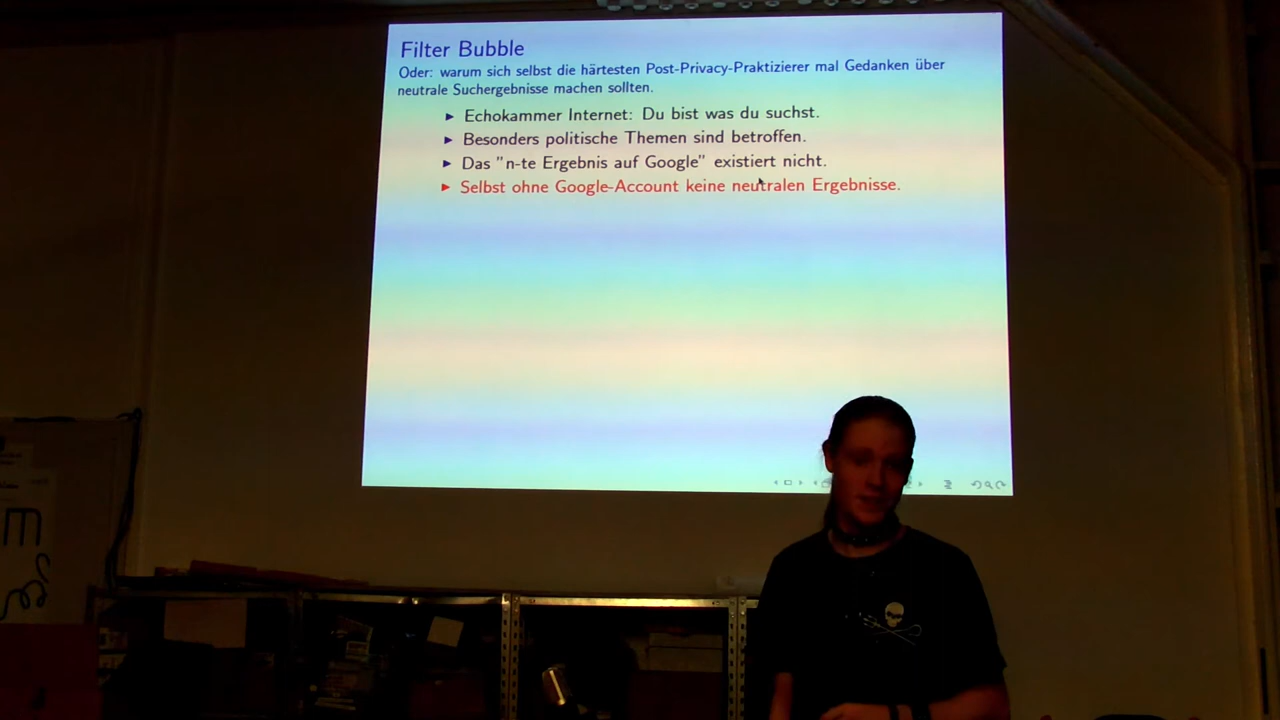 Filter Bubble
Oder: warum sich selbst die härtesten Post-Privacy-Praktizierer mal Gedanken über
neutrale Suchergebnisse machen sollten.
Echokammer Internet: Du bist was du suchst.
Besonders politische Themen sind betroffen.
Das "n-te Ergebnis auf Google" existiert nicht.
Selbst ohne Google-Account keine neutralen Ergebnisse.